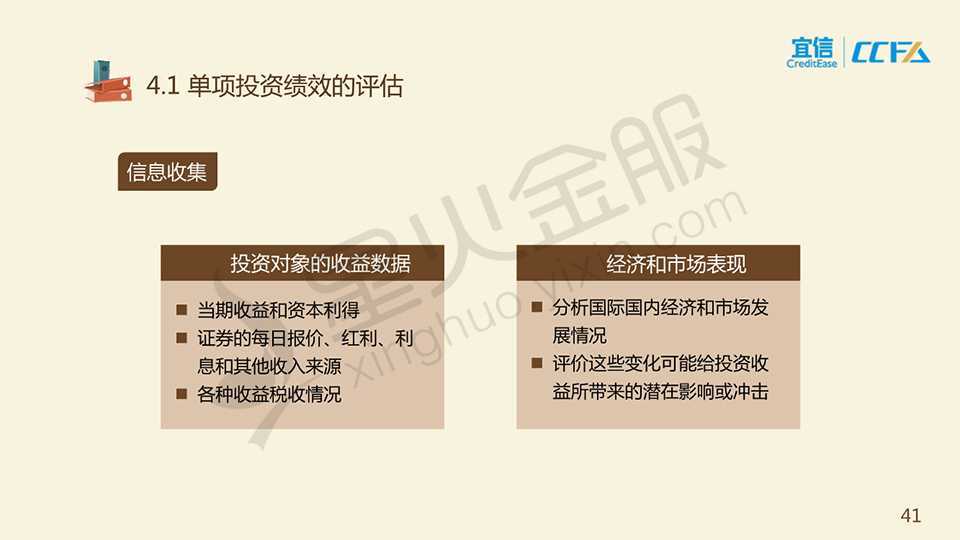 宜信
CreditEase
CCFA
4.1 单项投资绩效的评估
信息收集
投资对象的收益数据
■ 当期收益和资本利得
■ 证券的每日报价、红利、利
息和其他收入来源
■ 各种收益税收情况
经济和市场表现
■ 分析国际国内经济和市场发
展情况
■ 评价这些变化可能给投资收
益所带来的潜在影响或冲击
星火金服
xinghuo.yixin.com
41